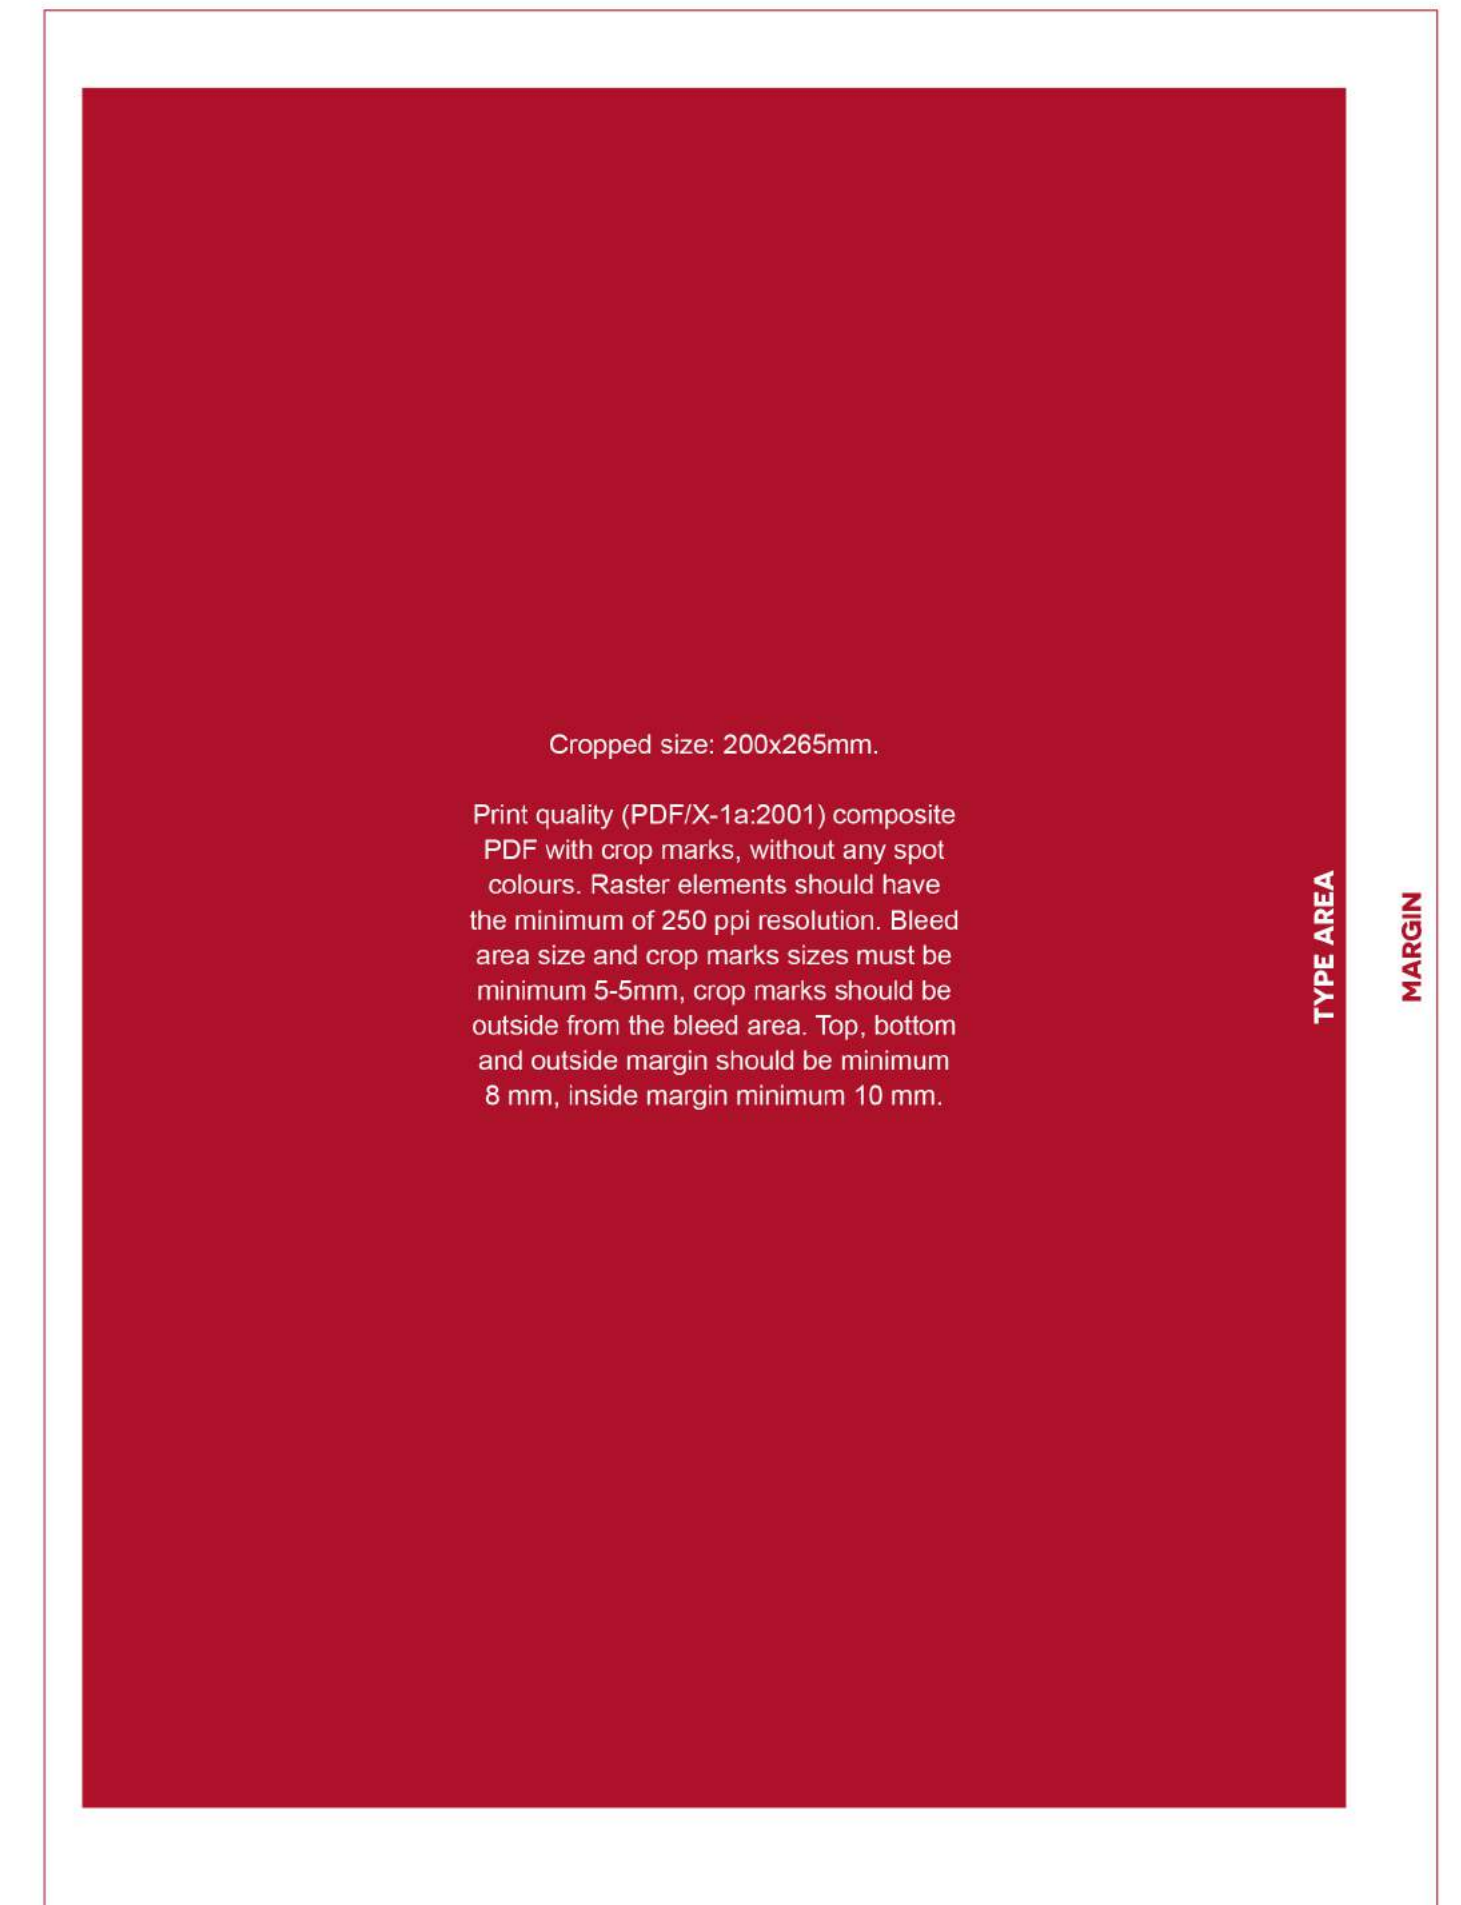 Cropped size: 200x265mm.
Print quality (PDF/X-1a:2001) composite
PDF with crop marks, without any spot
colours. Raster elements should have
the minimum of 250 ppi resolution. Bleed
area size and crop marks sizes must be
minimum 5-5mm, crop marks should be
outside from the bleed area. Top, bottom
and outside margin should be minimum
8 mm, inside margin minimum 10 mm.
TYPE AREA
MARGIN